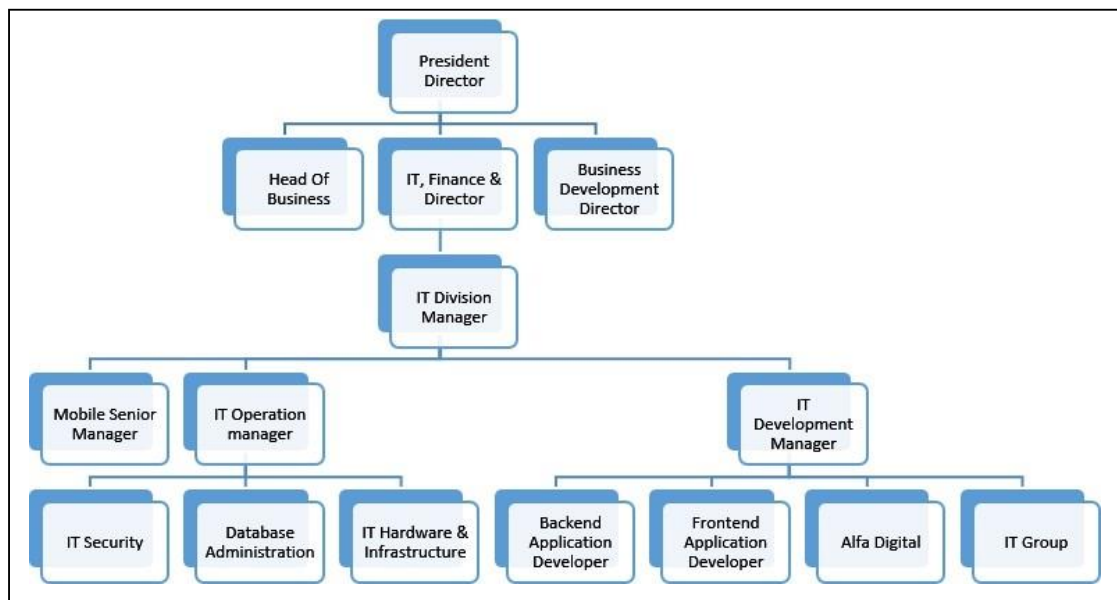 President
Director
Head Of
Business
IT, Finance &
Director
Business
Development
Director
IT Division
Manager
Mobile Senior
Manager
IT Operation
manager
IT
Development
Manager
IT Security
Database
Administration
IT Hardware &
Infrastructure
Backend
Application
Developer
Frontend
Application
Developer
Alfa Digital
IT Group